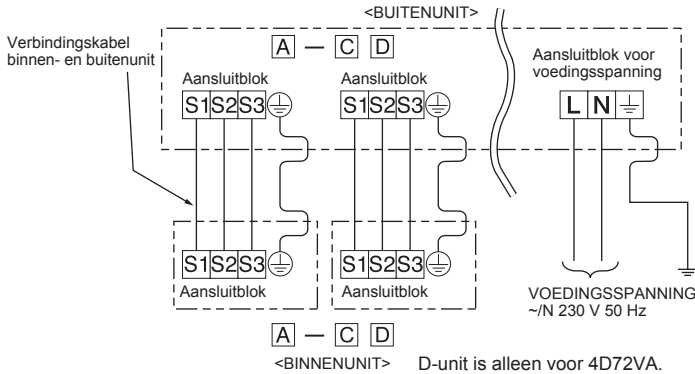 <BUITENUNIT>
Verbindingskabel
binnen- en buitenunit
A — C D
Aansluitblok voor
voedingsspanning
Aansluitblok
Aansluitblok
S1 S2 S3
S1 S2 S3
L N
S1 S2 S3
S1 S2 S3
Aansluitblok
Aansluitblok
VOEDINGSSPANNING
~/N 230 V 50 Hz
A — C D
<BINNENUNIT>
D-unit is alleen voor 4D72VA.